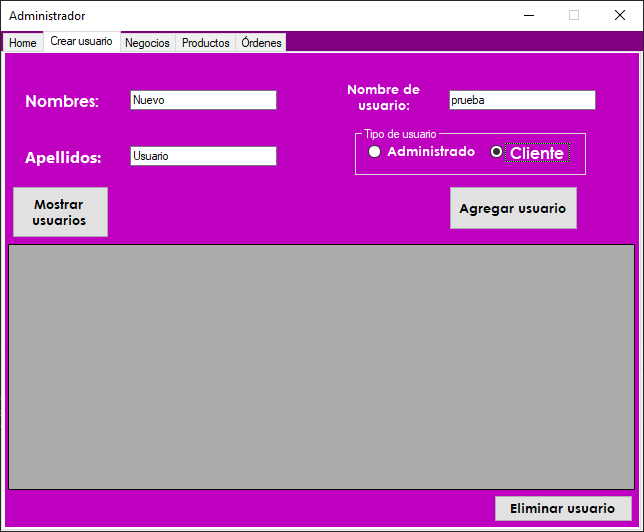 Administrador
Home Crear usuario Negocios Productos Órdenes
Nombres: Nuevo
Nombre de
usuario: prueba
Apellidos: Usuario
Tipo de usuario
Administrado Cliente
Mostrar
usuarios
Agregar usuario
Eliminar usuario